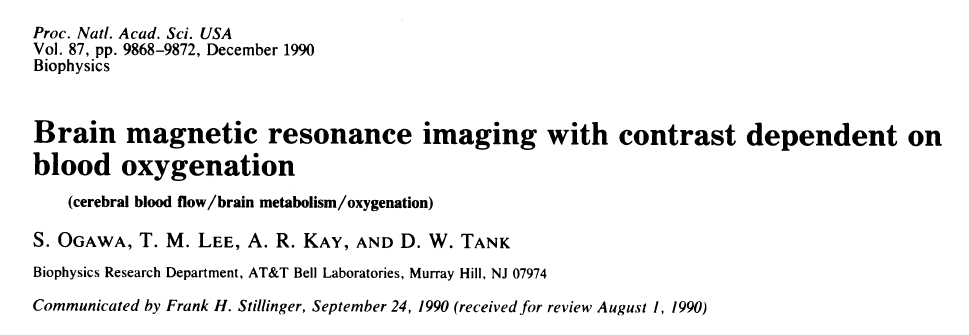 Proc. Natl. Acad. Sci. USA
Vol. 87, pp. 9868–9872, December 1990
Biophysics
Brain magnetic resonance imaging with contrast dependent on
blood oxygenation
(cerebral blood flow/brain metabolism/oxygenation)
S. OGAWA, T. M. LEE, A. R. KAY, AND D. W. TANK
Biophysics Research Department, AT&T Bell Laboratories, Murray Hill, NJ 07974
Communicated by Frank H. Stillinger, September 24, 1990 (received for review August 1, 1990)